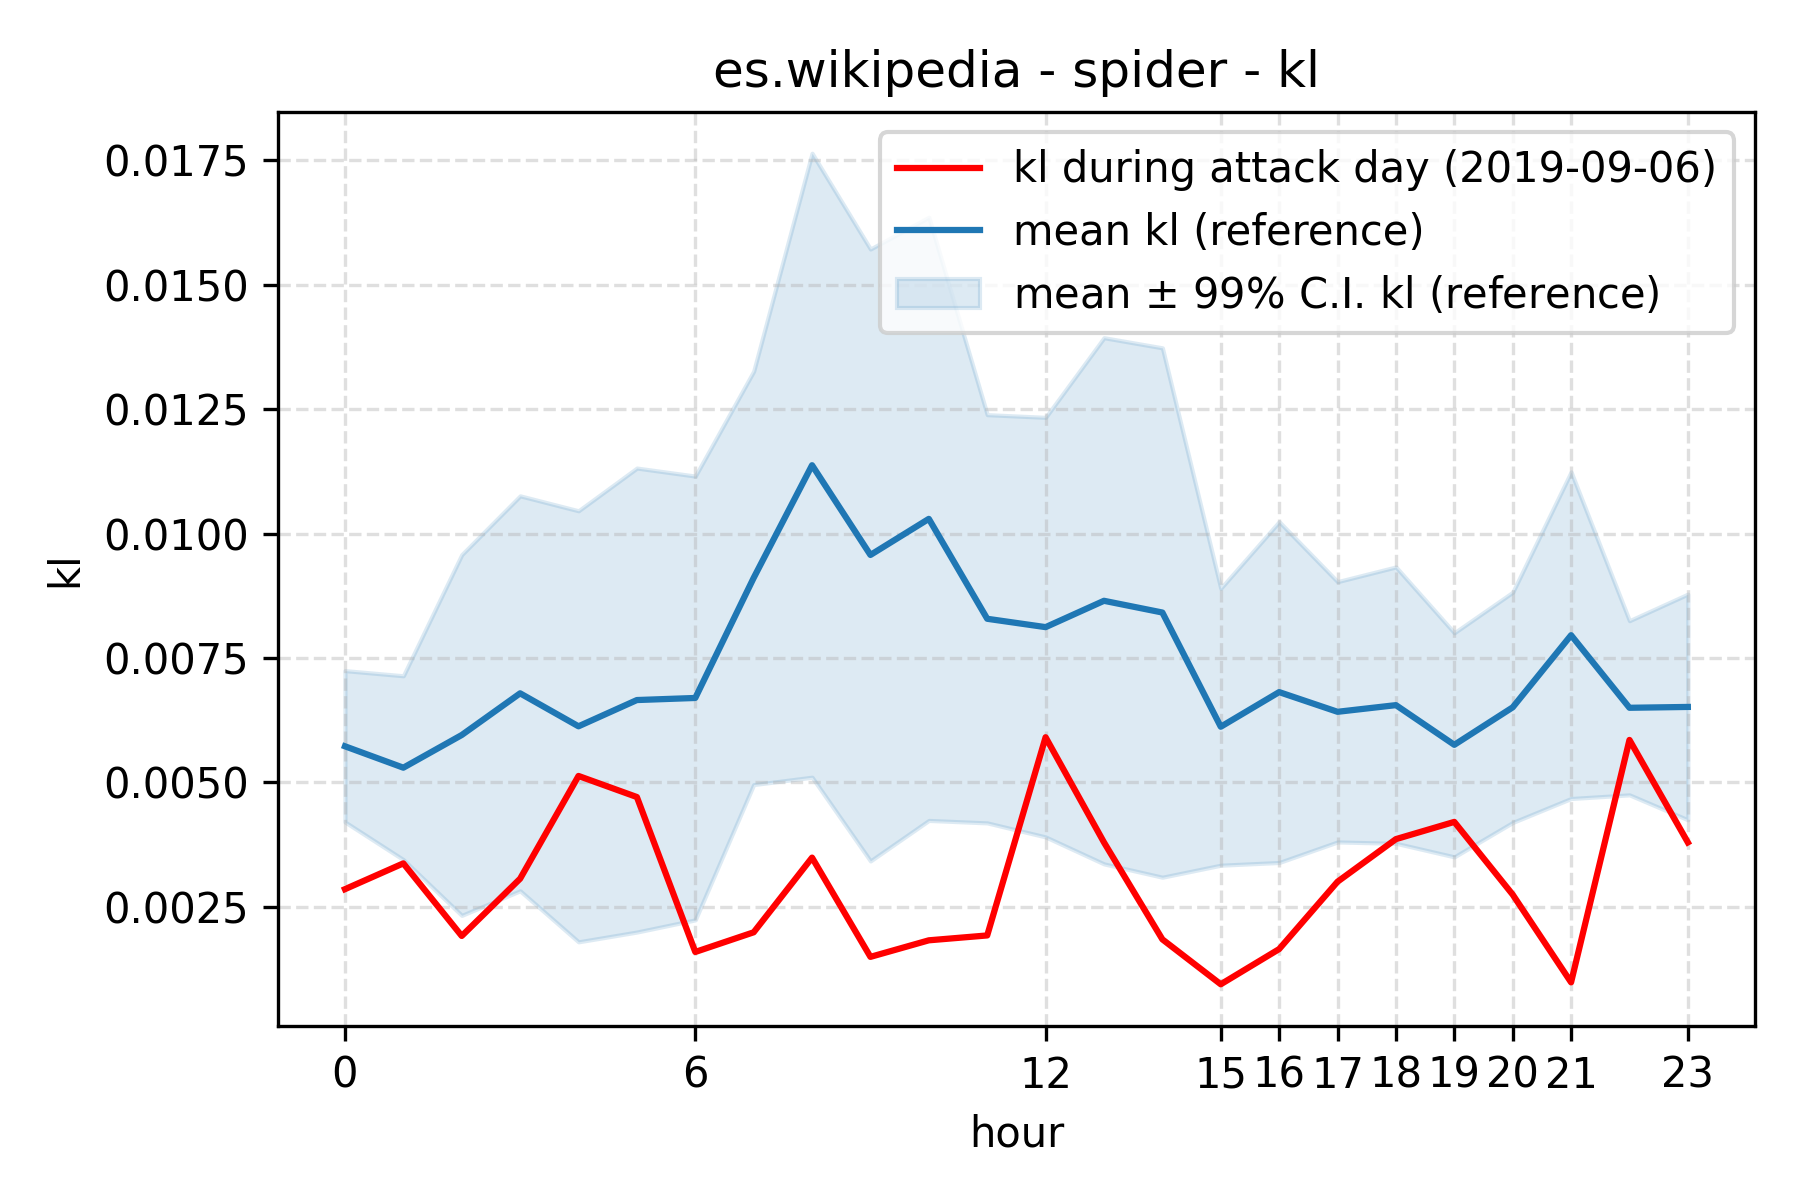 es.wikipedia - spider - kl
kl during attack day (2019-09-06)
mean kl (reference)
mean ± 99% C.I. kl (reference)
0.0175
0.0150
0.0125
0.0100
0.0075
0.0050
0.0025
kl
0 6 12 15 16 17 18 19 20 21 23
hour